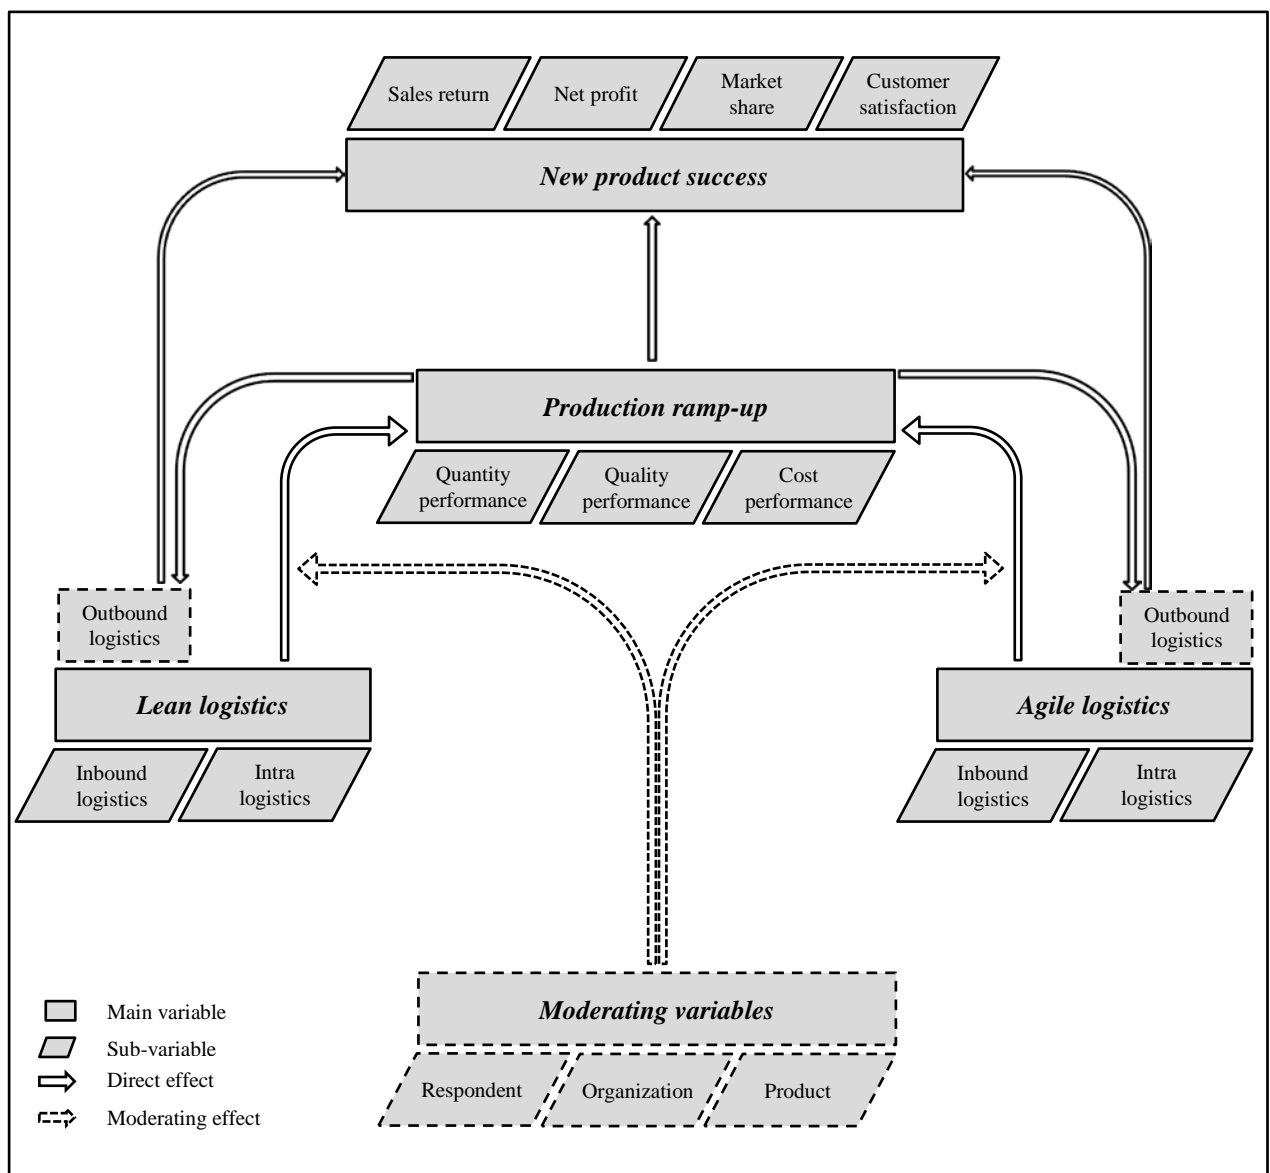 Sales return
Net profit
Market
share
Customer
satisfaction
New product success
Production ramp-up
Quantity
performance
Quality
performance
Cost
performance
Outbound
logistics
Lean logistics
Inbound
logistics
Intra
logistics
Outbound
logistics
Agile logistics
Inbound
logistics
Intra
logistics
Moderating variables
Respondent
Organization
Product
Main variable
Sub-variable
Direct effect
Moderating effect